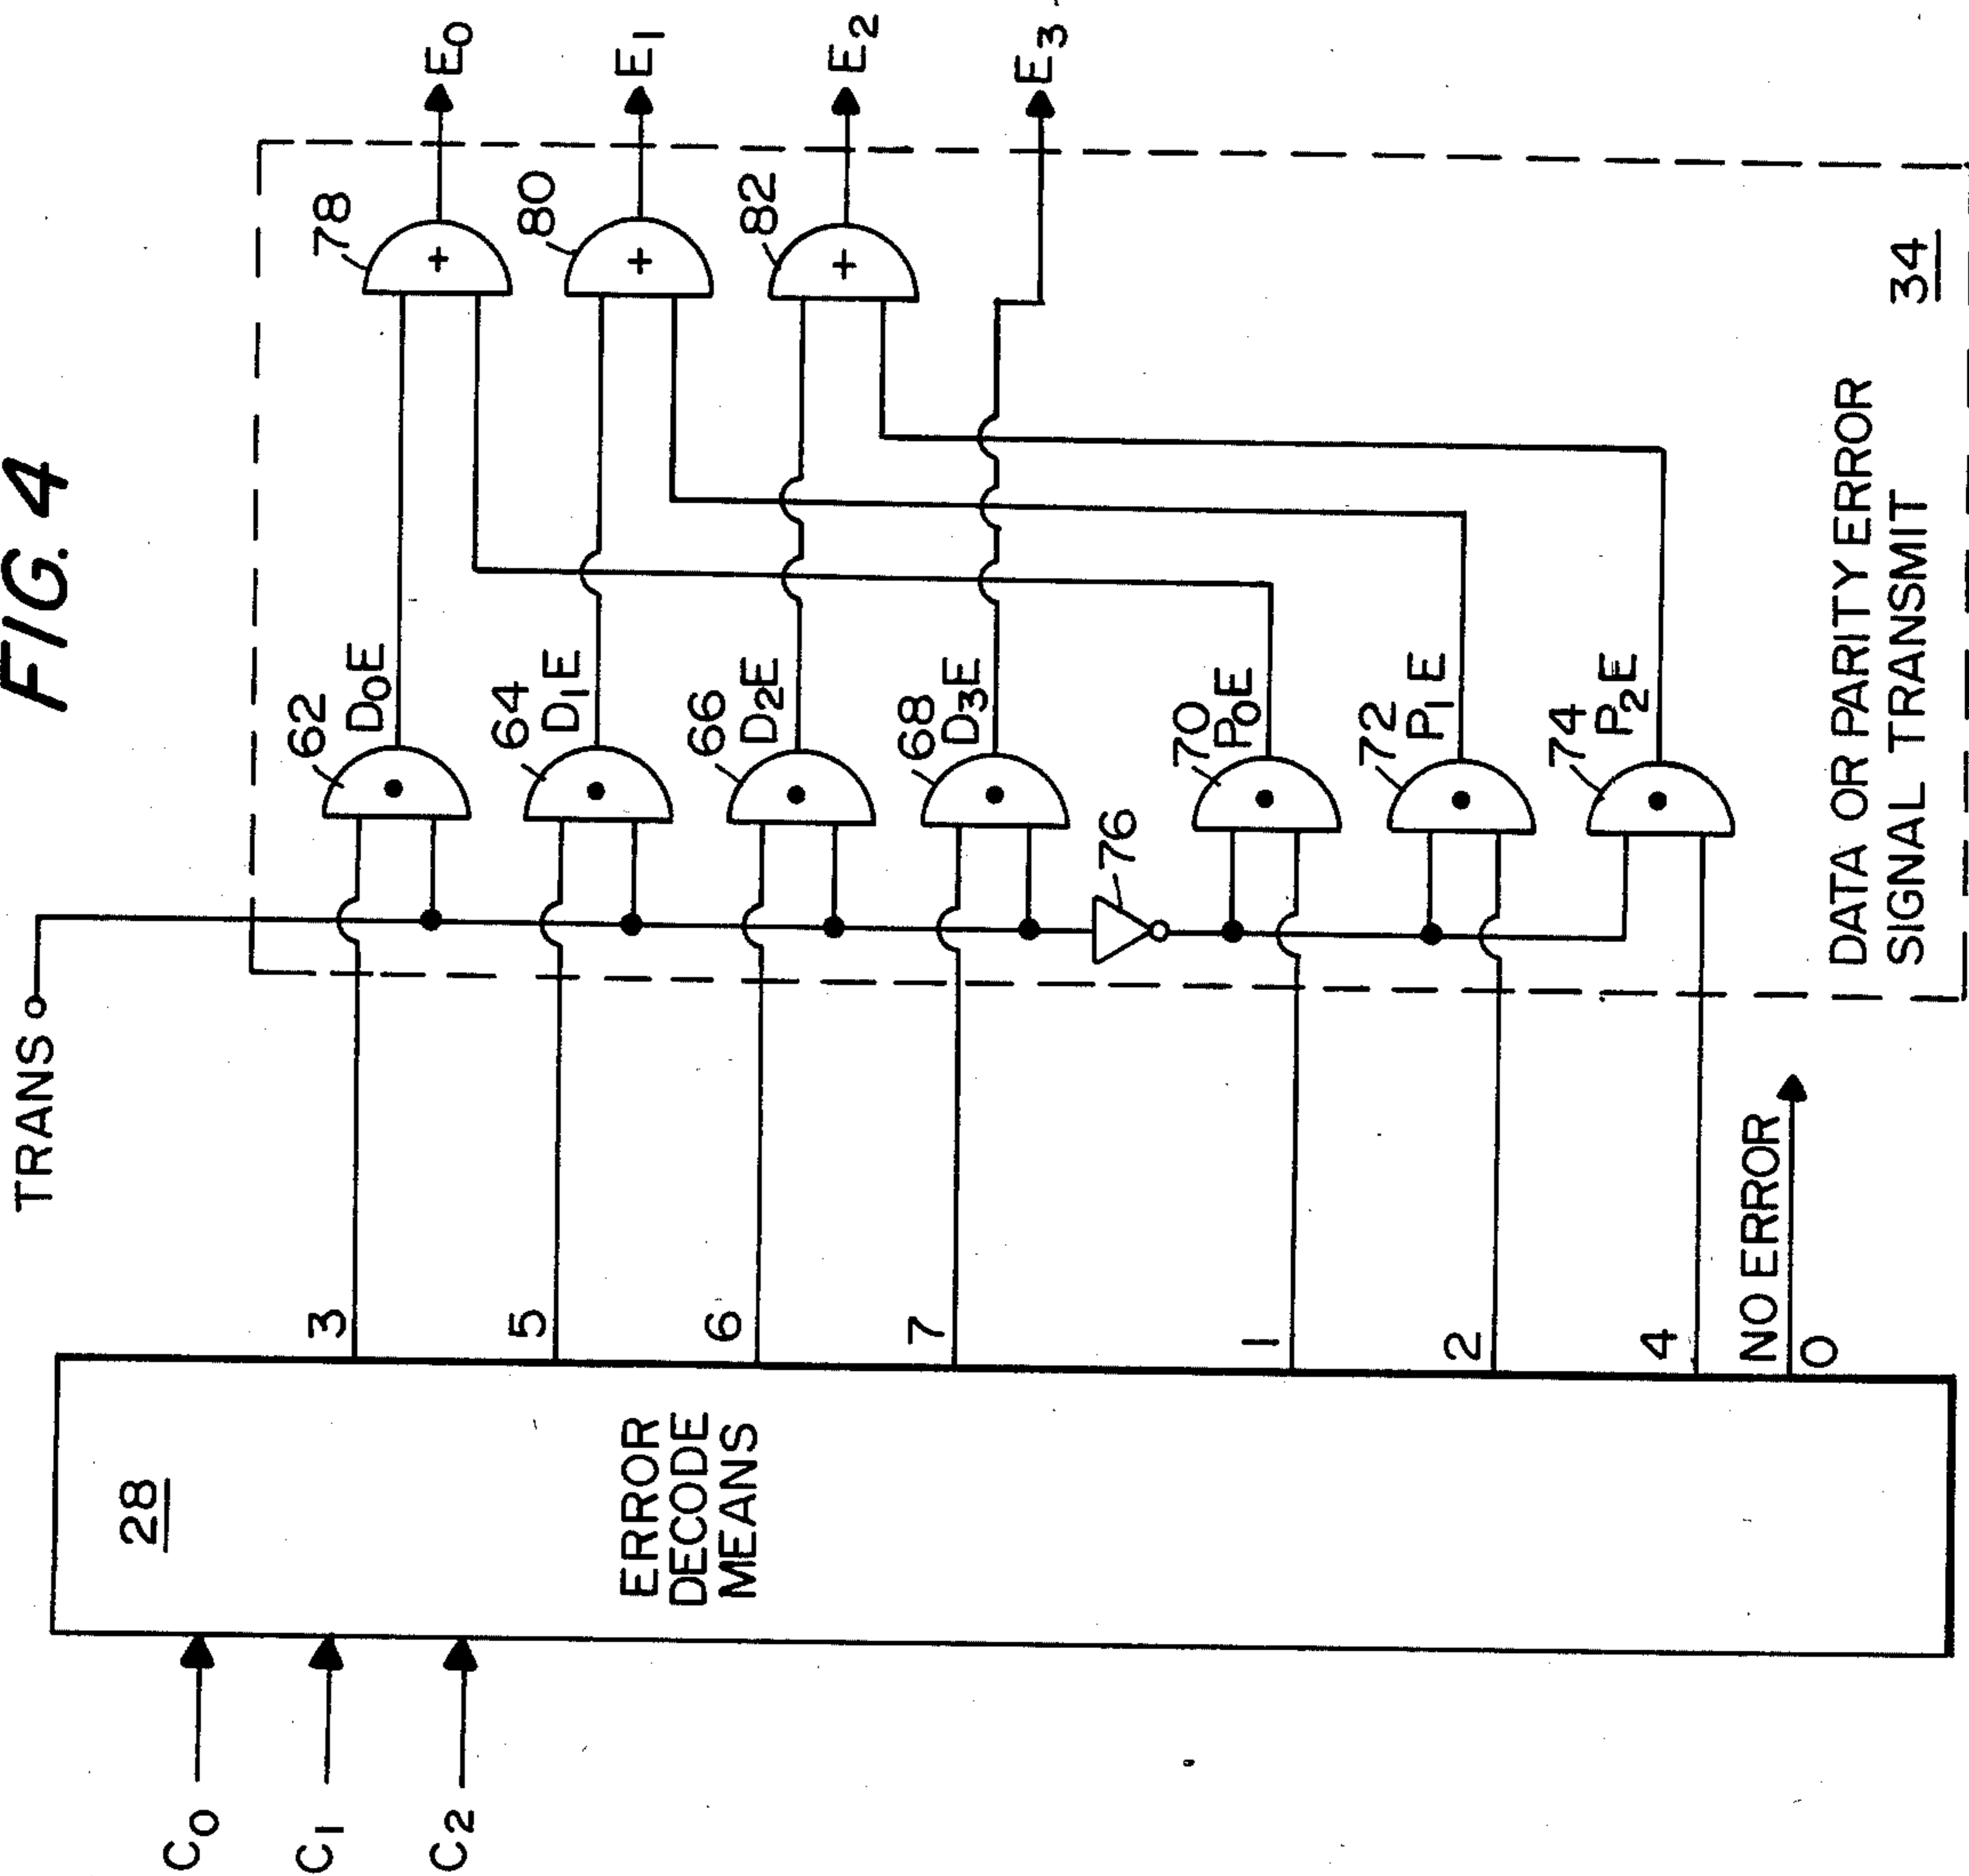 FIG. 4
TRANS
C0
C1
C2
28
ERROR
DECODE
MEANS
3
5
6
7
1
2
4
NO ERROR
0
62
D0E
64
D1E
66
D2E
68
D3E
76
70
P0E
72
P1E
74
P2E
78
+
80
+
82
+
E0
E1
E2
E3
DATA OR PARITY ERROR
SIGNAL TRANSMIT
34